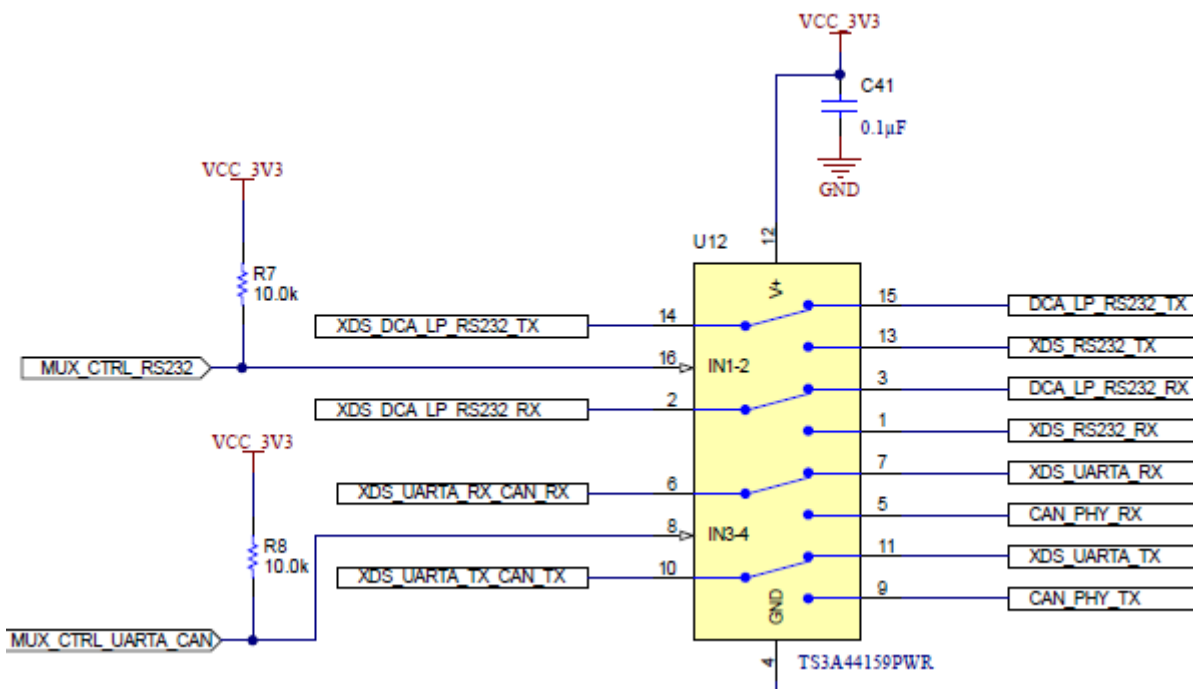 VCC_3V3
C41
0.1µF
GND
VCC_3V3
R7
10.0k
U12
12
V+
XDS_DCA_LP_RS232_TX
14
15
DCA_LP_RS232_TX
13
XDS_RS232_TX
MUX_CTRL_RS232
16
IN1-2
3
DCA_LP_RS232_RX
XDS_DCA_LP_RS232_RX
2
1
XDS_RS232_RX
VCC_3V3
7
XDS_UARTA_RX
XDS_UARTA_RX_CAN_RX
6
5
CAN_PHY_RX
R8
10.0k
8
IN3-4
11
XDS_UARTA_TX
XDS_UARTA_TX_CAN_TX
10
9
CAN_PHY_TX
GND
MUX_CTRL_UARTA_CAN
4
TS3A44159PWR